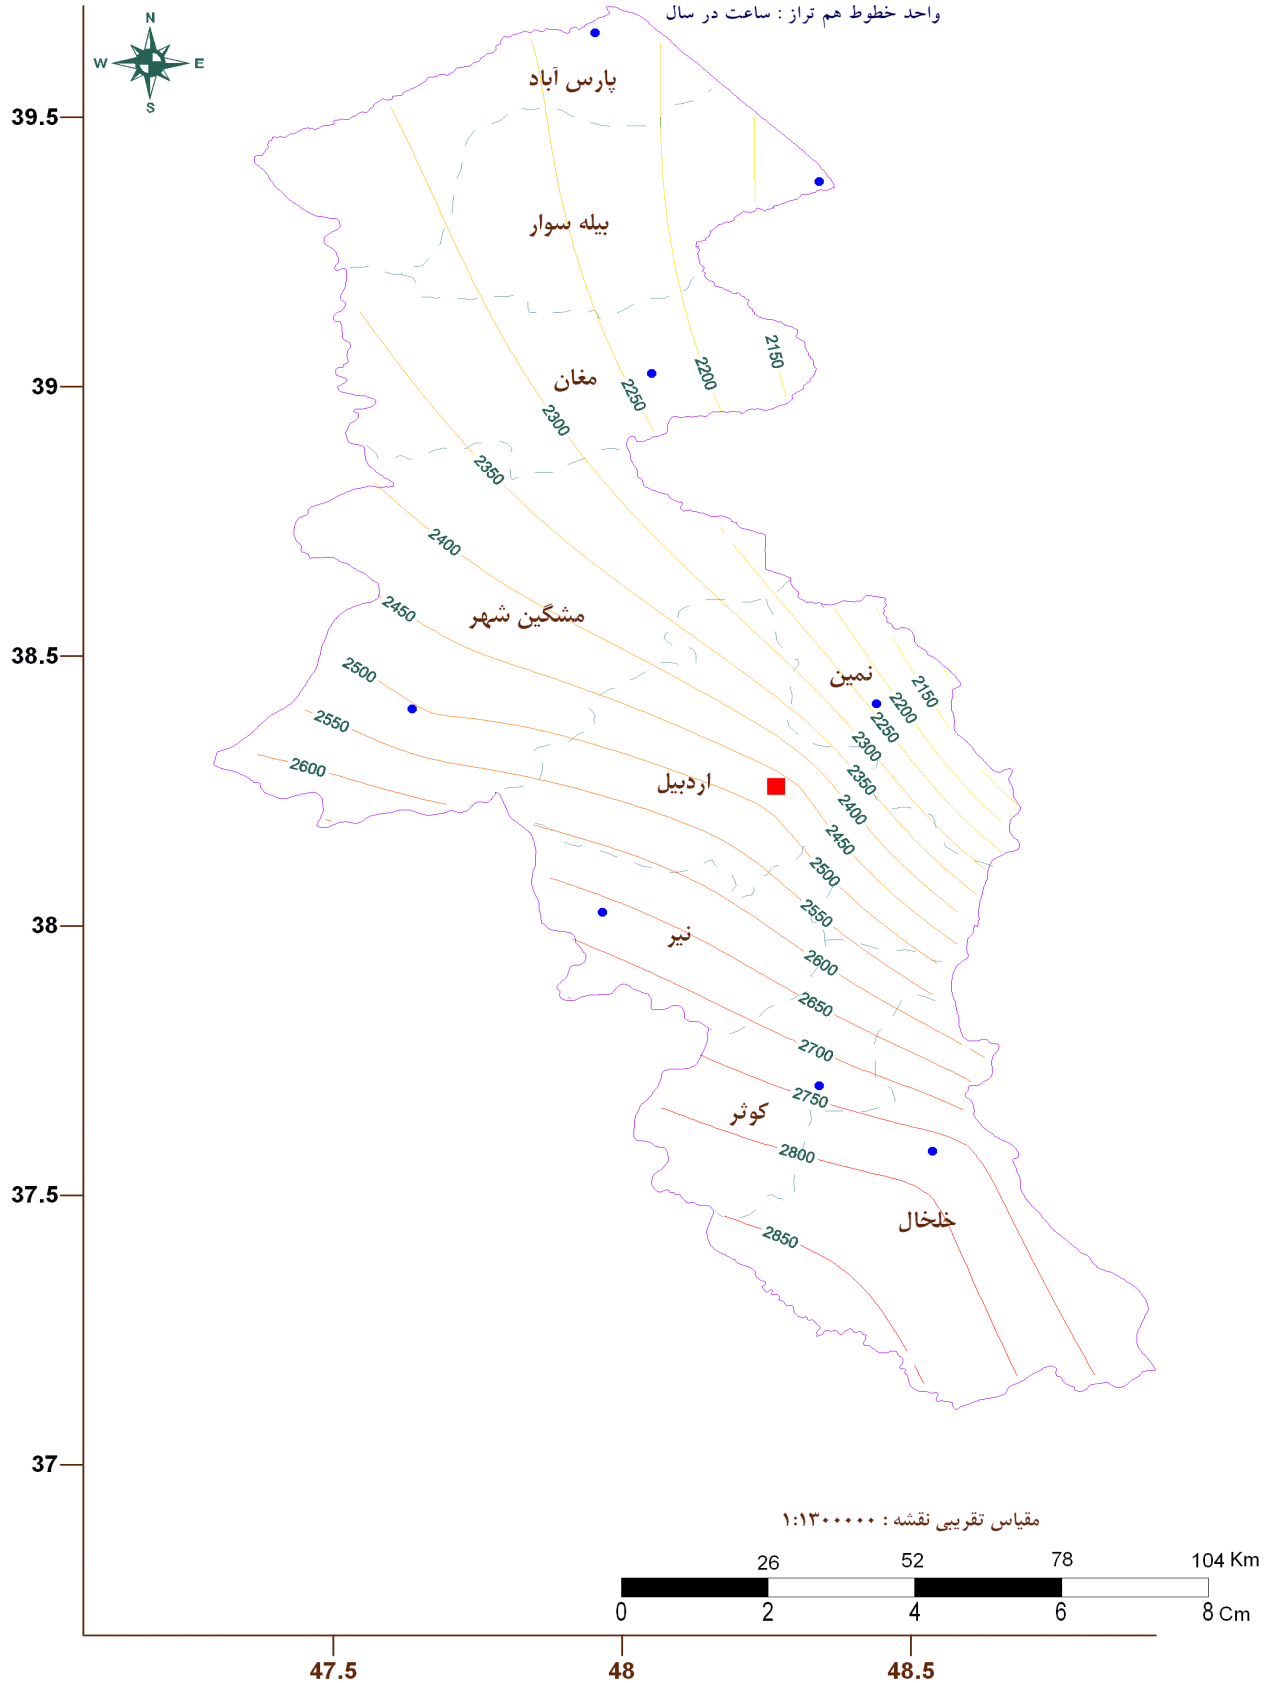 واحد خطوط هم تراز : ساعت در سال
N
W E
S
پارس آباد
39.5
بیله سوار
2150
2200
39
مغان
2250
2300
2350
2400
2450
مشگین شهر
38.5
2500
نمین
2150
2200
2550
2250
2300
2600
2350
اردبیل
2400
2450
2500
2550
38
نیر
2600
2650
2700
2750
کوثر
2800
37.5
خلخال
2850
37
مقیاس تقریبی نقشه : ۱:۱۳۰۰۰۰۰
26 52 78 104 Km
0 2 4 6 8 Cm
47.5 48 48.5